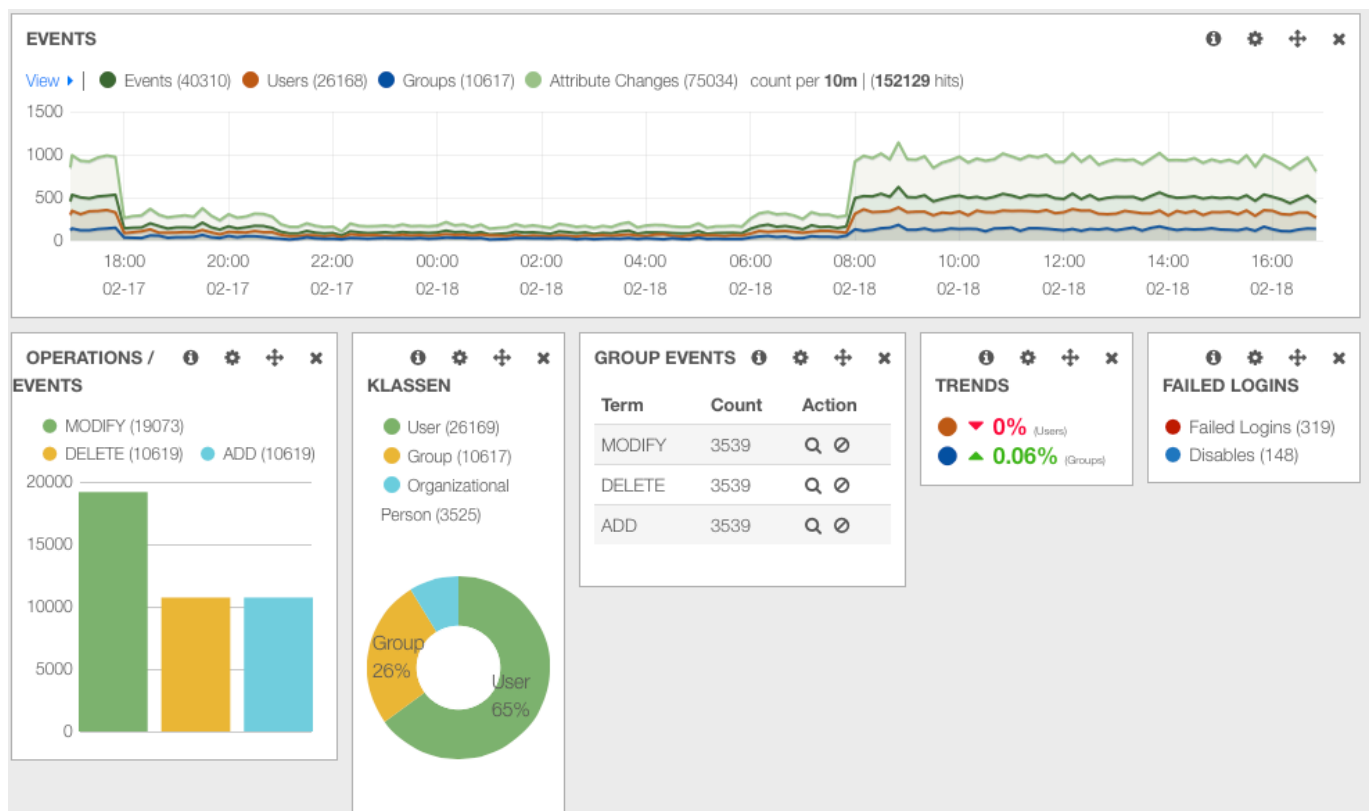 EVENTS
View | Events (40310) Users (26168) Groups (10617) Attribute Changes (75034) count per 10m | (152129 hits)
1500
1000
500
0
18:00 20:00 22:00 00:00 02:00 04:00 06:00 08:00 10:00 12:00 14:00 16:00
02-17 02-17 02-17 02-18 02-18 02-18 02-18 02-18 02-18 02-18 02-18 02-18
OPERATIONS /
EVENTS
MODIFY (19073)
DELETE (10619) ADD (10619)
20000
15000
10000
5000
0
KLASSEN
User (26169)
Group (10617)
Organizational
Person (3525)
Group
26%
User
65%
GROUP EVENTS
Term Count Action
MODIFY 3539
DELETE 3539
ADD 3539
TRENDS
0% (Users)
0.06% (Groups)
FAILED LOGINS
Failed Logins (319)
Disables (148)